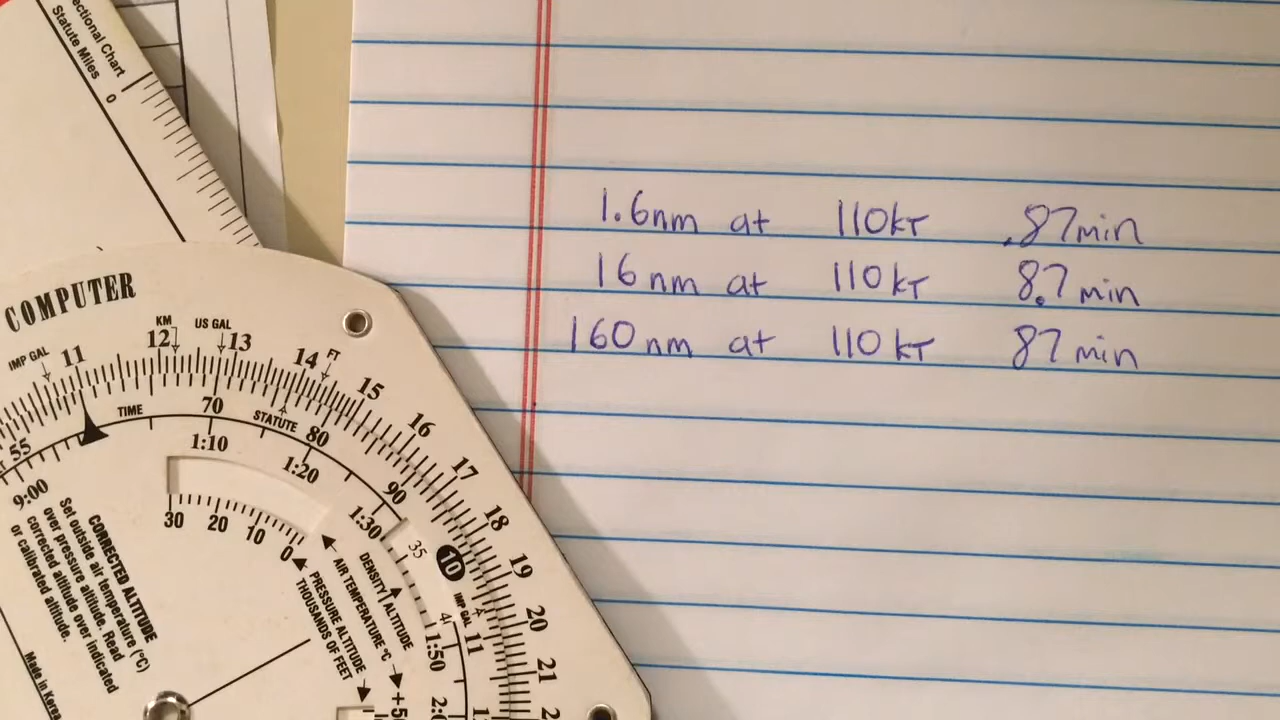 ectional Chart
Statute Miles 0
1.6nm at 110kt .87min
16nm at 110kt 8.7min
160nm at 110kt 87min
COMPUTER
IMP GAL 11 KM 12 US GAL 13 14 FT 15 16 17 18 19 20 21
55 TIME 70 STATUTE 80 90 10 IMP GAL 11
9:00 1:10 1:20 1:30 1:50
30 20 10 0
35
CORRECTED ALTITUDE
Set outside air temperature (°C)
over pressure altitude. Read
corrected altitude over indicated
or calibrated altitude.
DENSITY ALTITUDE
AIR TEMPERATURE °C
PRESSURE ALTITUDE
THOUSANDS OF FEET
Made in Korea